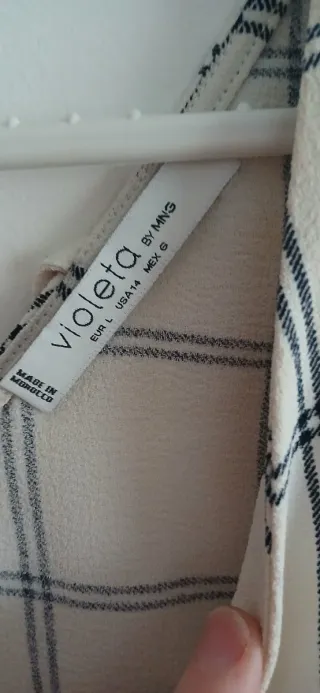 violeta BY MNG
EUR L USA14 MEX G
MADE IN
MOROCCO